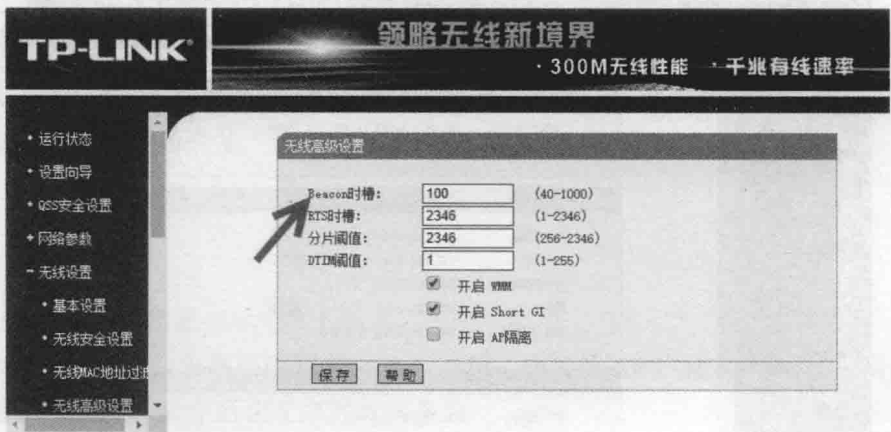 TP-LINK
领略无线新境界
·300M无线性能 ·千兆有线速率
• 运行状态
• 设置向导
• QSS安全设置
+ 网络参数
- 无线设置
• 基本设置
• 无线安全设置
• 无线MAC地址过滤
• 无线高级设置
无线高级设置
Beacon时槽: 100 (40-1000)
RTS时槽: 2346 (1-2346)
分片阈值: 2346 (256-2346)
DTIM阈值: 1 (1-255)
开启 WMM
开启 Short GI
开启 AP隔离
保存 帮助